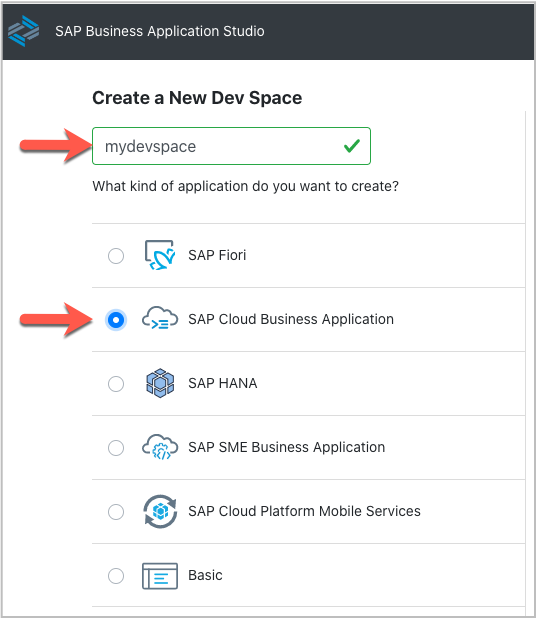 SAP Business Application Studio
Create a New Dev Space
mydevspace
What kind of application do you want to create?
SAP Fiori
SAP Cloud Business Application
SAP HANA
SAP SME Business Application
SAP Cloud Platform Mobile Services
Basic